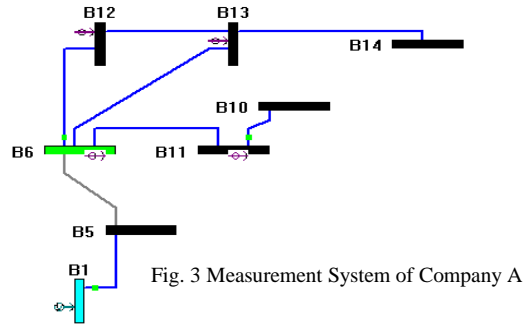 B12
B13
B14
B10
B6
B11
B5
B1
Fig. 3 Measurement System of Company A